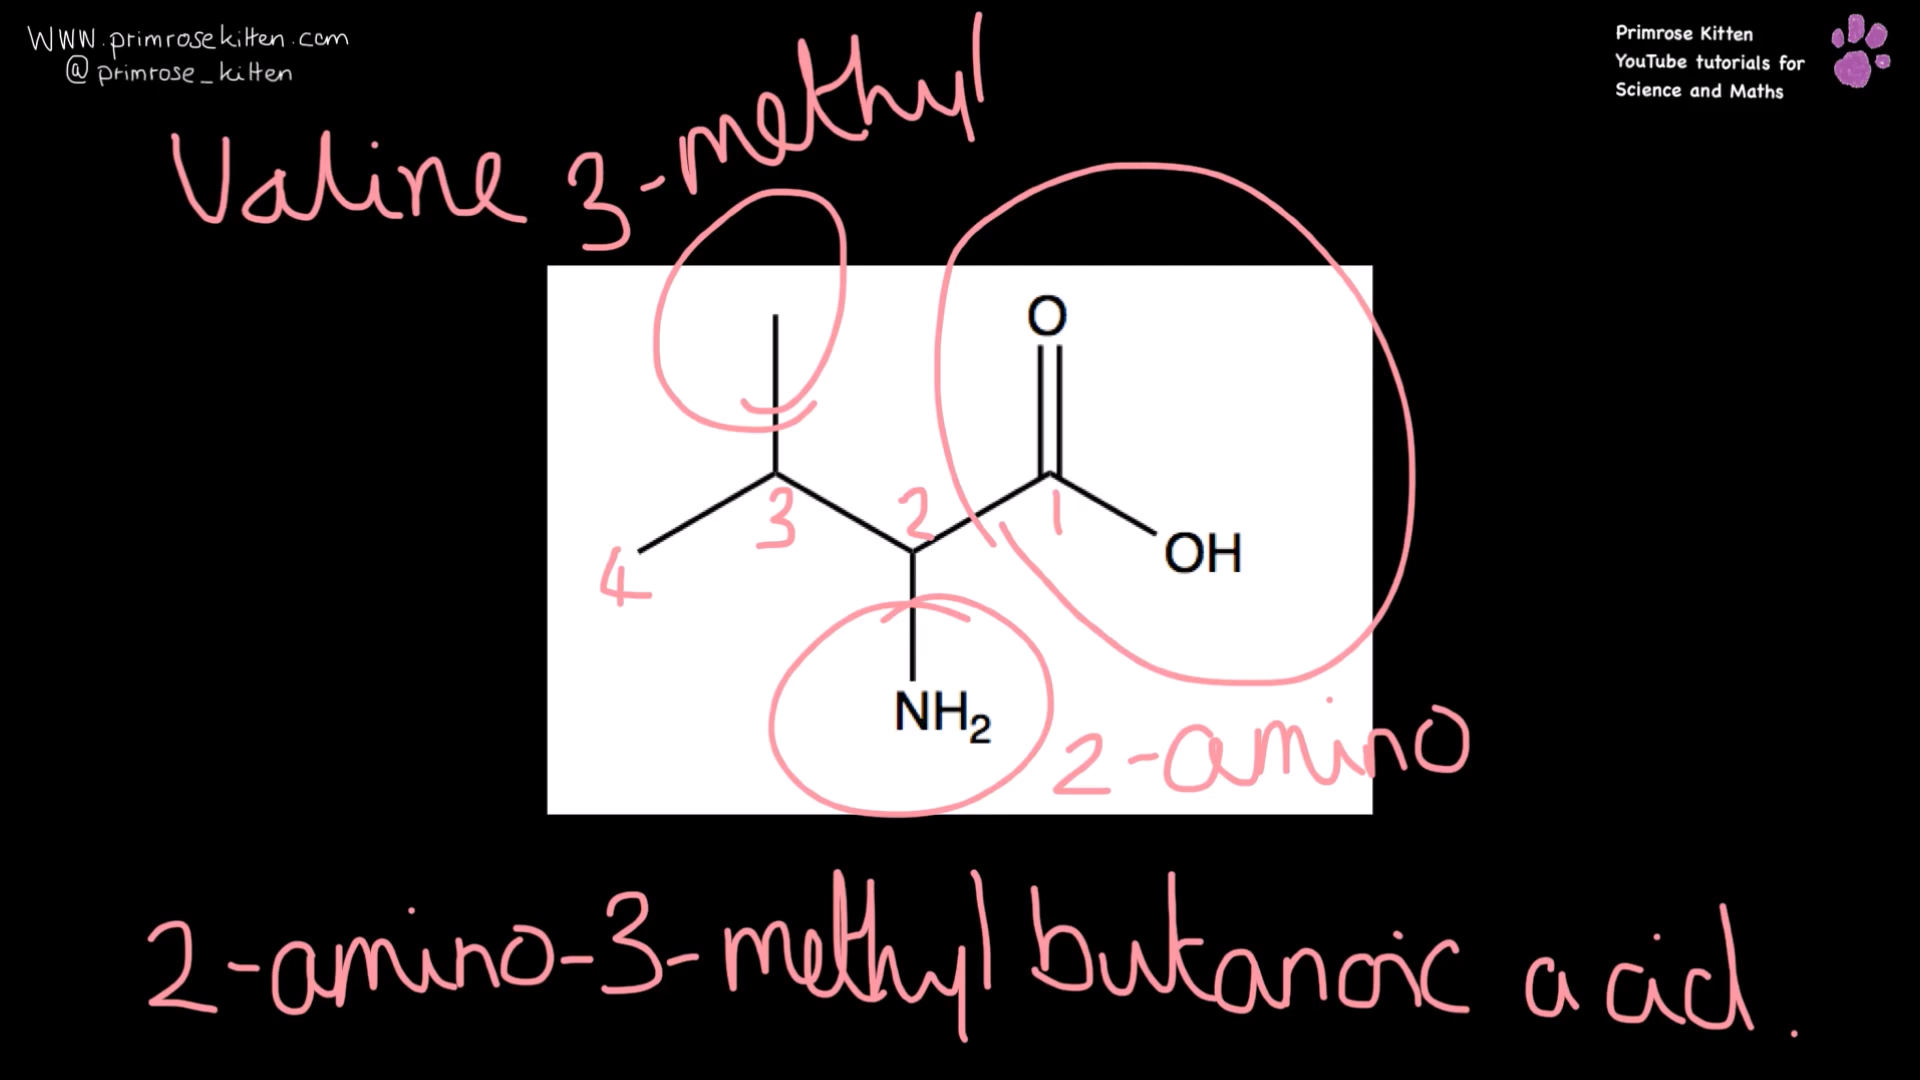 www.primrosekitten.com
@primrose_kitten
Primrose Kitten
YouTube tutorials for
Science and Maths
Valine 3-methyl
O
3 2 1
OH
4
NH₂
2-amino
2-amino-3-methyl butanoic acid.